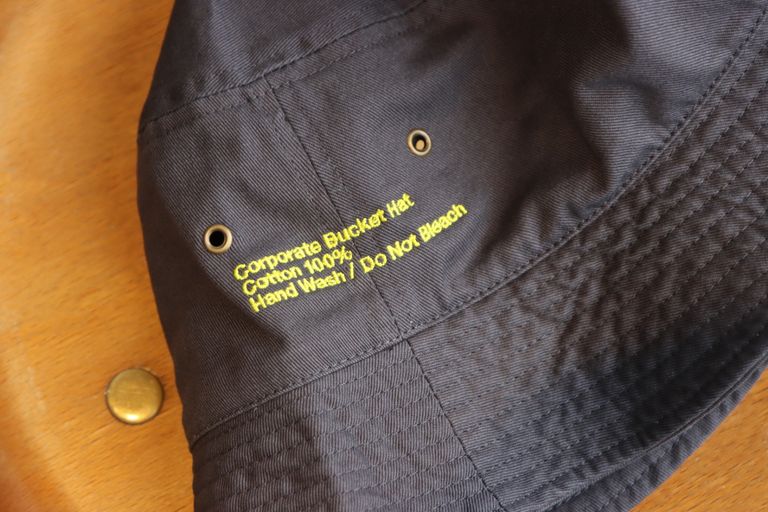 Corporate Bucket Hat
Cotton 100%
Hand Wash / Do Not Bleach